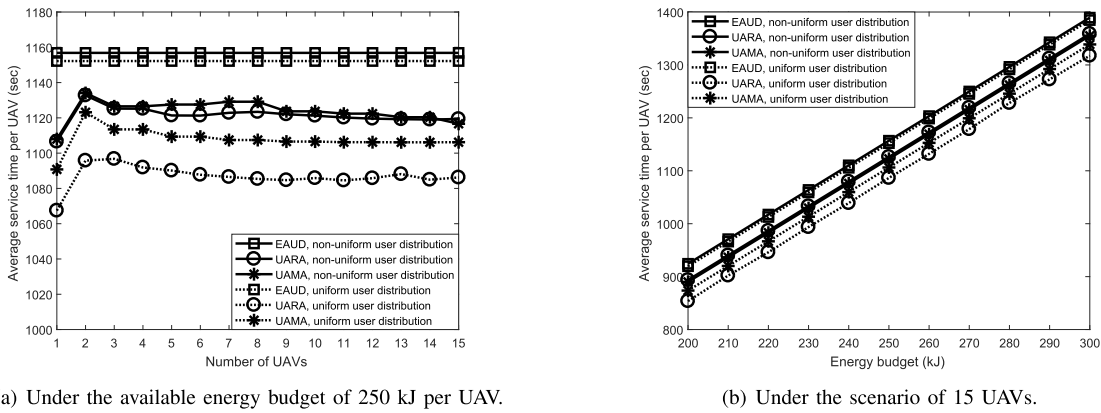 1180
1160
1140
1120
1100
1080
1060
1040
1020
1000
Average service time per UAV (sec)
EAUD, non-uniform user distribution
UARA, non-uniform user distribution
UAMA, non-uniform user distribution
EAUD, uniform user distribution
UARA, uniform user distribution
UAMA, uniform user distribution
1 2 3 4 5 6 7 8 9 10 11 12 13 14 15
Number of UAVs
a) Under the available energy budget of 250 kJ per UAV.
1400
1300
1200
1100
1000
900
800
Average service time per UAV (sec)
EAUD, non-uniform user distribution
UARA, non-uniform user distribution
UAMA, non-uniform user distribution
EAUD, uniform user distribution
UARA, uniform user distribution
UAMA, uniform user distribution
200 210 220 230 240 250 260 270 280 290 300
Energy budget (kJ)
(b) Under the scenario of 15 UAVs.